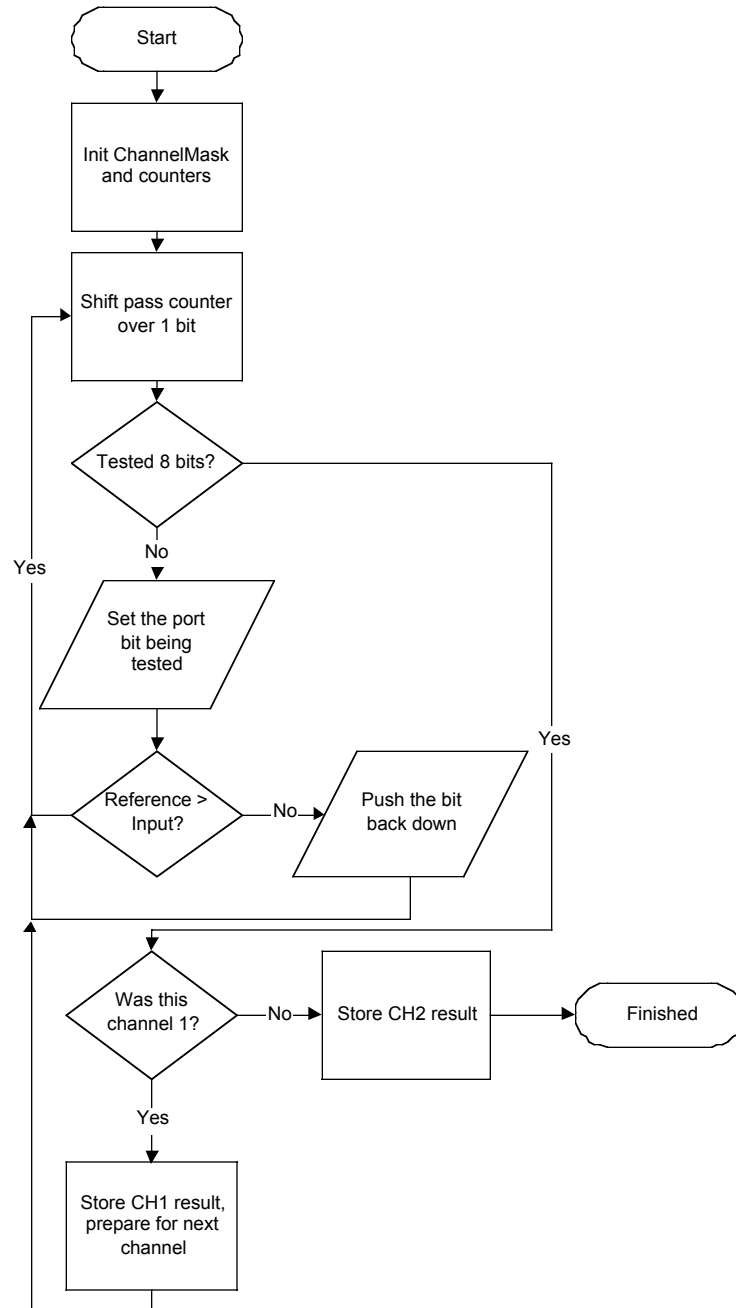 Start
Init ChannelMask
and counters
Shift pass counter
over 1 bit
Tested 8 bits?
No
Yes
Set the port
bit being
tested
Yes
Reference >
Input?
No
Push the bit
back down
Was this
channel 1?
No
Store CH2 result
Finished
Yes
Store CH1 result,
prepare for next
channel